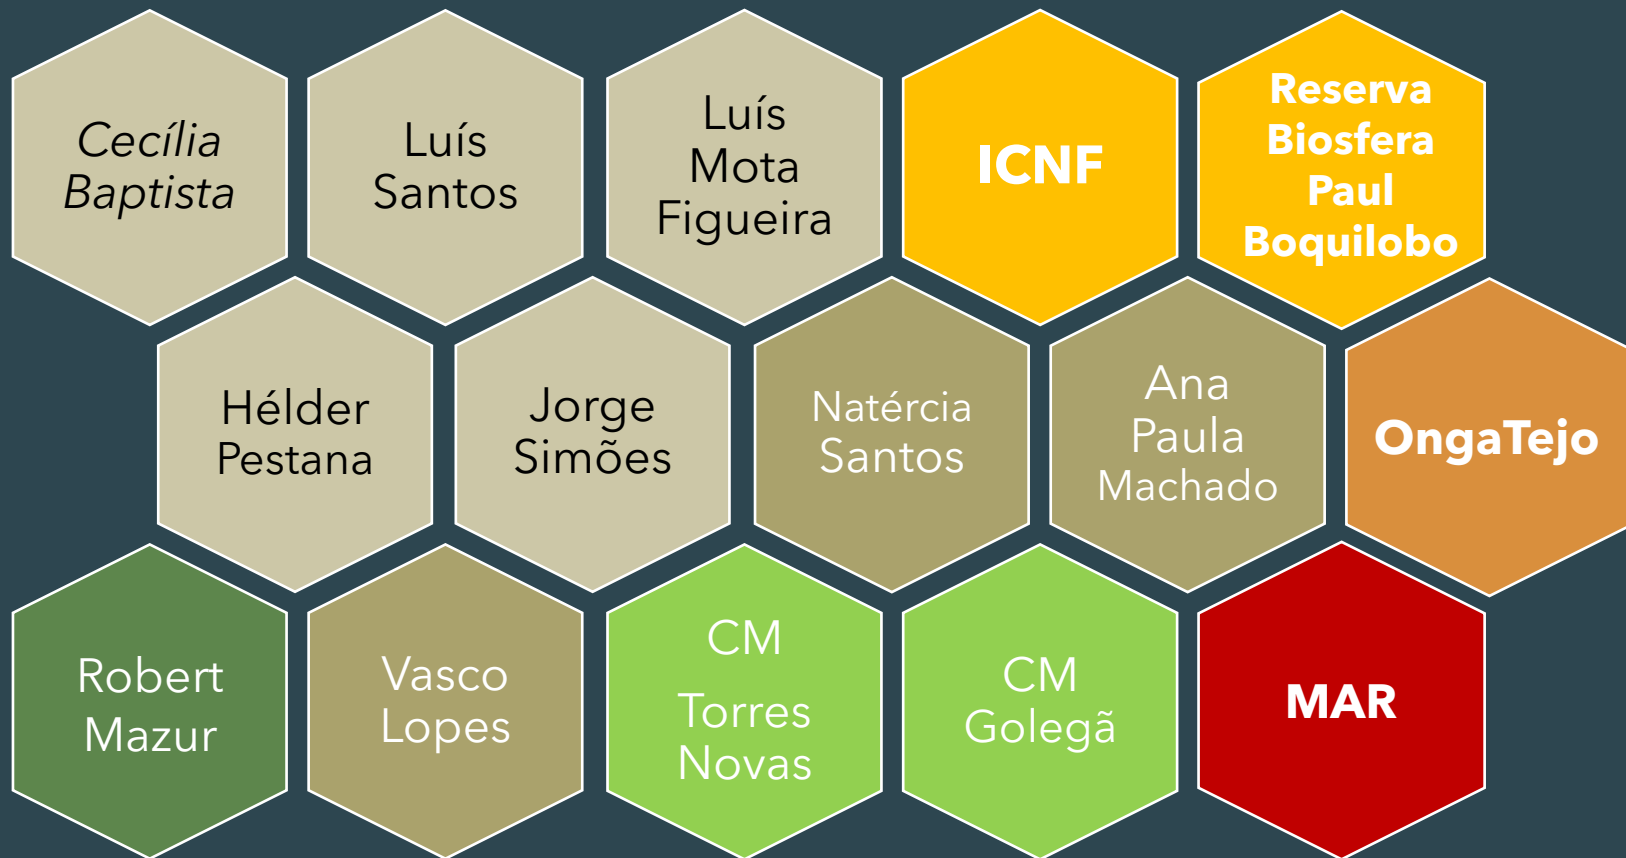 Cecília
Baptista
Luís
Santos
Luís
Mota
Figueira
ICNF
Reserva
Biosfera
Paul
Boquilobo
Hélder
Pestana
Jorge
Simões
Natércia
Santos
Ana
Paula
Machado
OngaTejo
Robert
Mazur
Vasco
Lopes
CM
Torres
Novas
CM
Golegã
MAR